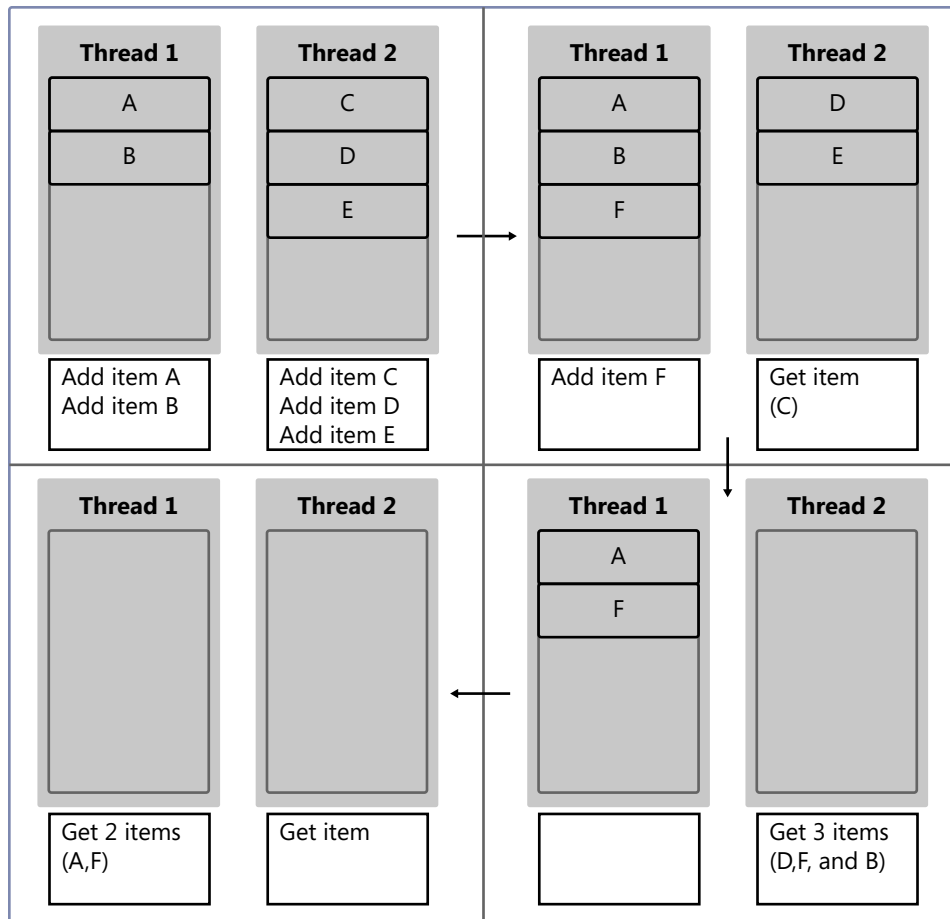 Thread 1
A
B
Add item A
Add item B
Thread 2
C
D
E
Add item C
Add item D
Add item E
Thread 1
A
B
F
Add item F
Thread 2
D
E
Get item
(C)
Thread 1
Get 2 items
(A,F)
Thread 2
Get item
Thread 1
A
F
Thread 2
Get 3 items
(D,F, and B)